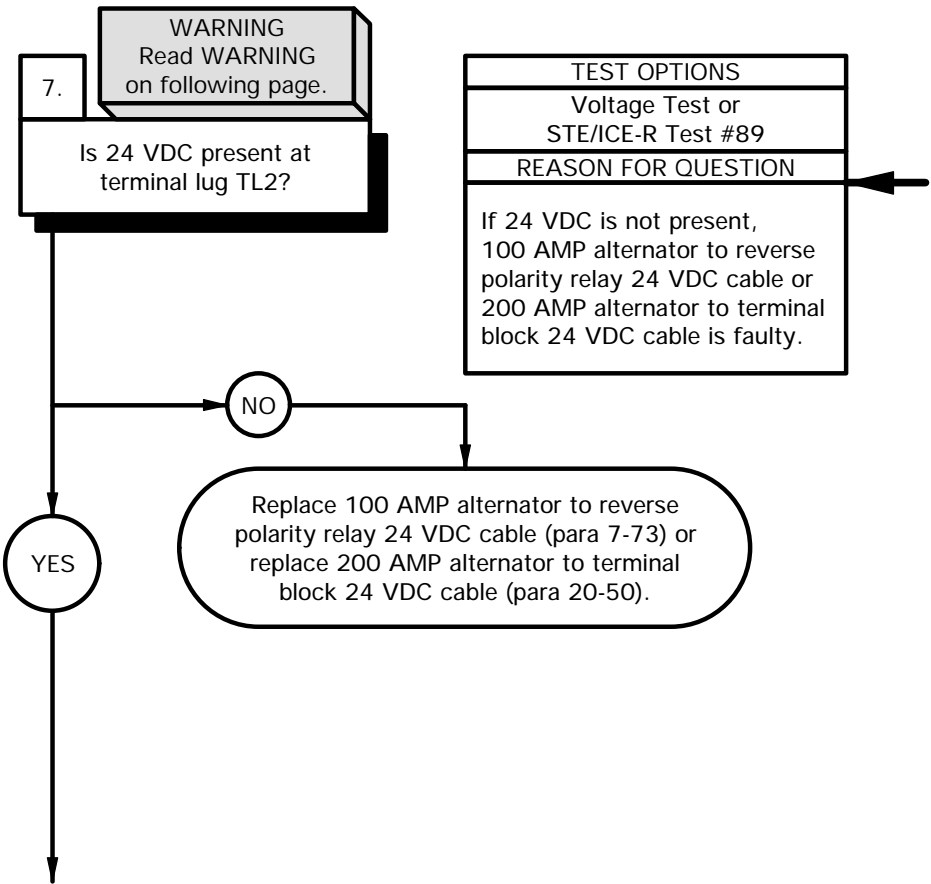 WARNING
Read WARNING
on following page.
7.
Is 24 VDC present at
terminal lug TL2?
TEST OPTIONS
Voltage Test or
STE/ICE-R Test #89
REASON FOR QUESTION
If 24 VDC is not present,
100 AMP alternator to reverse
polarity relay 24 VDC cable or
200 AMP alternator to terminal
block 24 VDC cable is faulty.
NO
Replace 100 AMP alternator to reverse
polarity relay 24 VDC cable (para 7-73) or
replace 200 AMP alternator to terminal
block 24 VDC cable (para 20-50).
YES